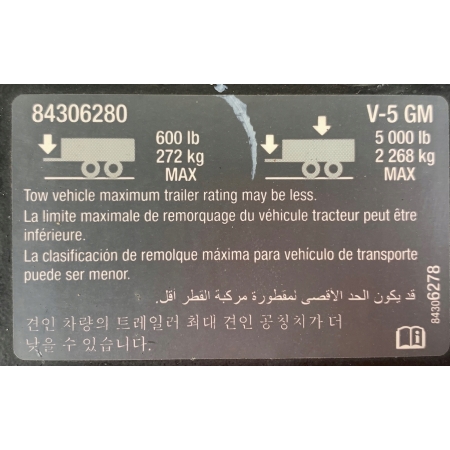 84306280
V-5 GM
600 lb
272 kg
MAX
5 000 lb
2 268 kg
MAX
Tow vehicle maximum trailer rating may be less.
La limite maximale de remorquage du véhicule tracteur peut être
inférieure.
La clasificación de remolque máxima para vehículo de transporte
puede ser menor.
قد يكون الحد الاقصى لمقطورة مركبة القطر أقل.
견인 차량의 트레일러 최대 견인 공칭치가 더
낮을 수 있습니다.
84306278